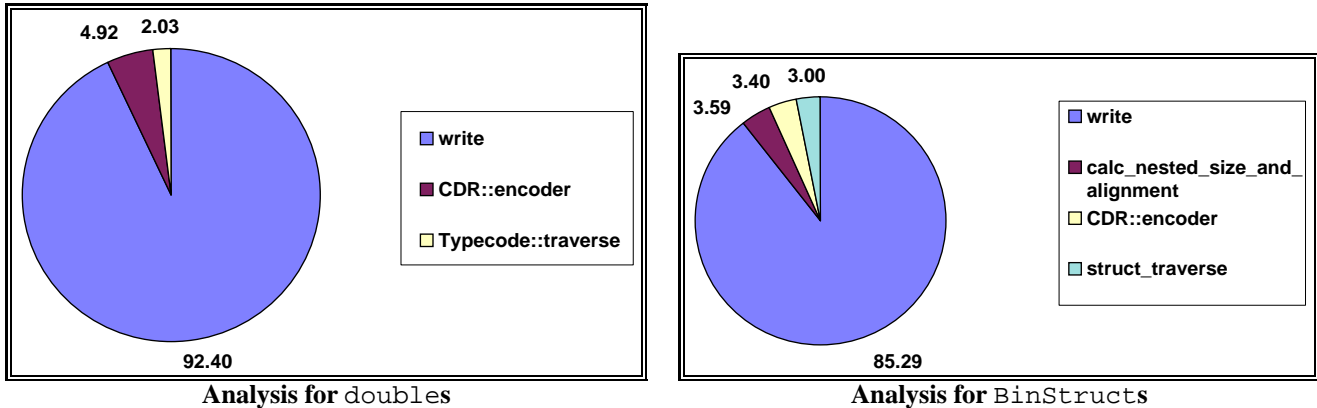 4.92
2.03
write
CDR::encoder
Typecode::traverse
92.40
Analysis for doubles
3.00
3.40
3.59
write
calc_nested_size_and_
alignment
CDR::encoder
struct_traverse
85.29
Analysis for BinStructs